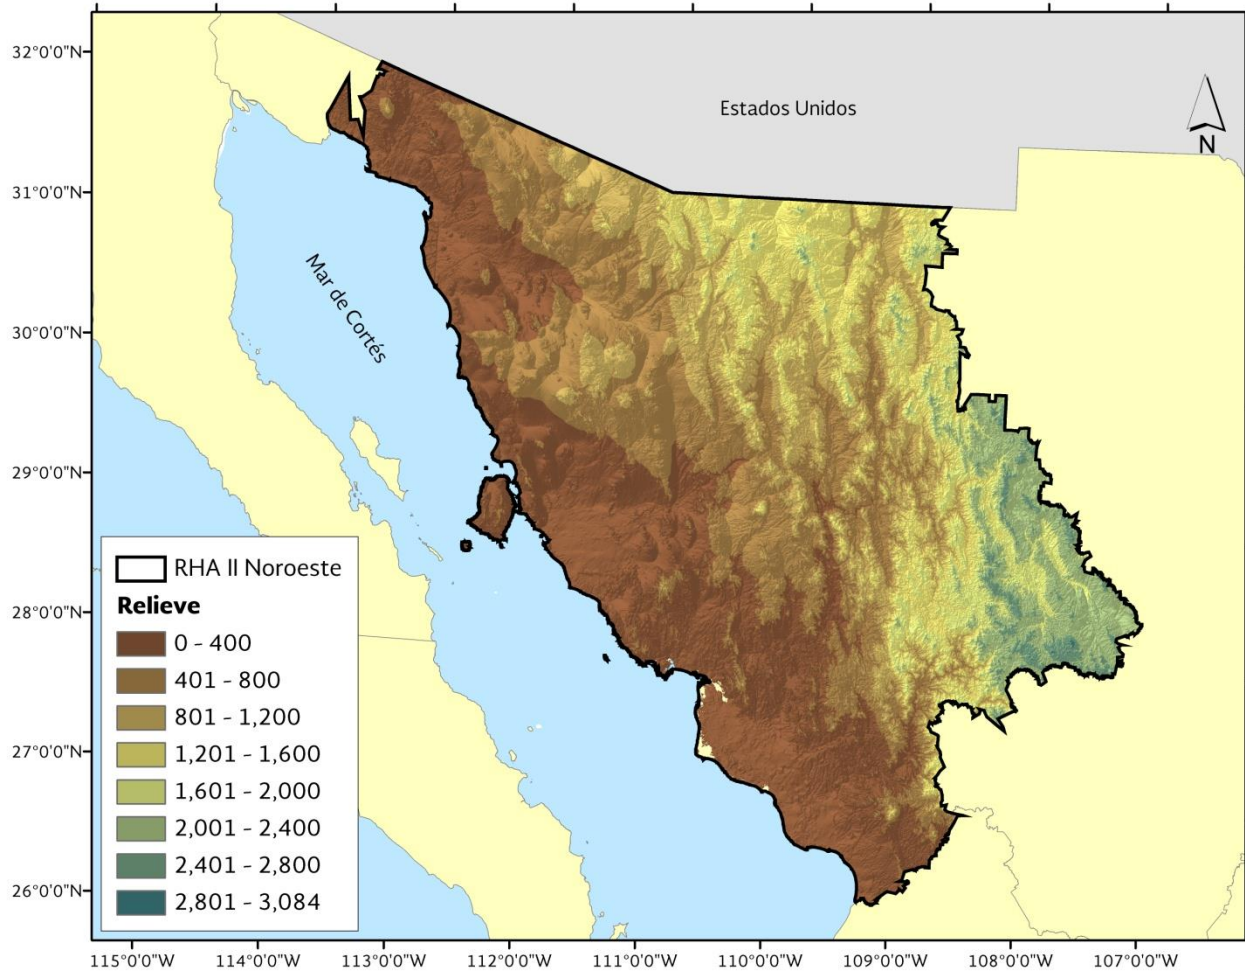 32°0'0"N
31°0'0"N
30°0'0"N
29°0'0"N
28°0'0"N
27°0'0"N
26°0'0"N
Estados Unidos
N
Mar de Cortés
RHA II Noroeste
Relieve
0 - 400
401 - 800
801 - 1,200
1,201 - 1,600
1,601 - 2,000
2,001 - 2,400
2,401 - 2,800
2,801 - 3,084
115°0'0"W 114°0'0"W 113°0'0"W 112°0'0"W 111°0'0"W 110°0'0"W 109°0'0"W 108°0'0"W 107°0'0"W